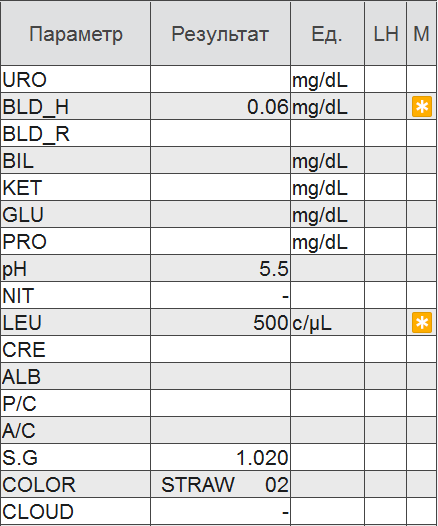 Параметр Результат Ед. LH M
URO mg/dL
BLD_H 0.06 mg/dL
BLD_R
BIL mg/dL
KET mg/dL
GLU mg/dL
PRO mg/dL
pH 5.5
NIT -
LEU 500 c/µL
CRE
ALB
P/C
A/C
S.G 1.020
COLOR STRAW 02
CLOUD -